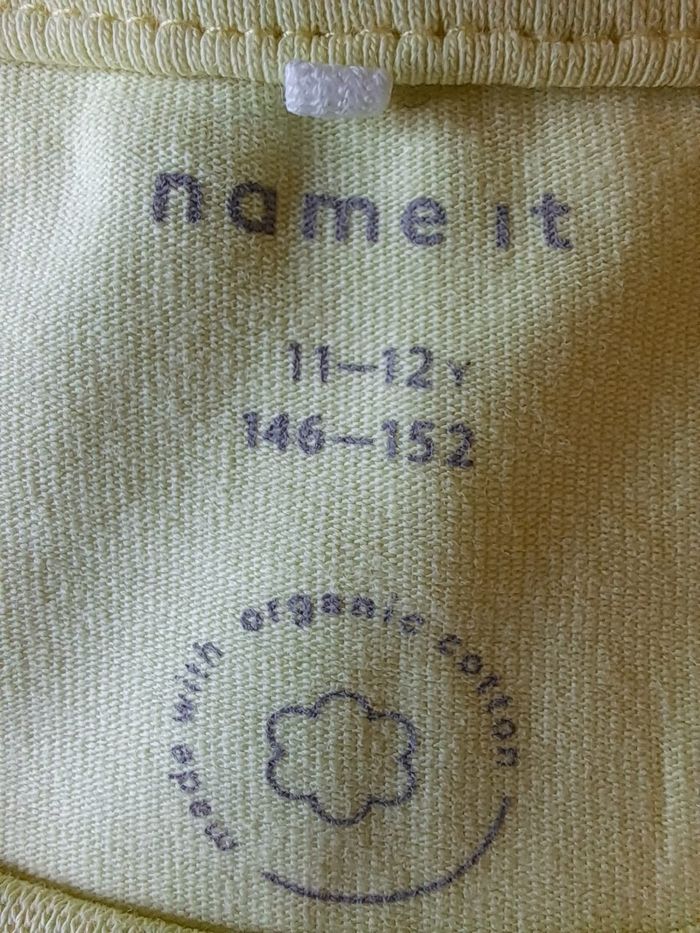 name it
11–12Y
146–152
made with organic cotton